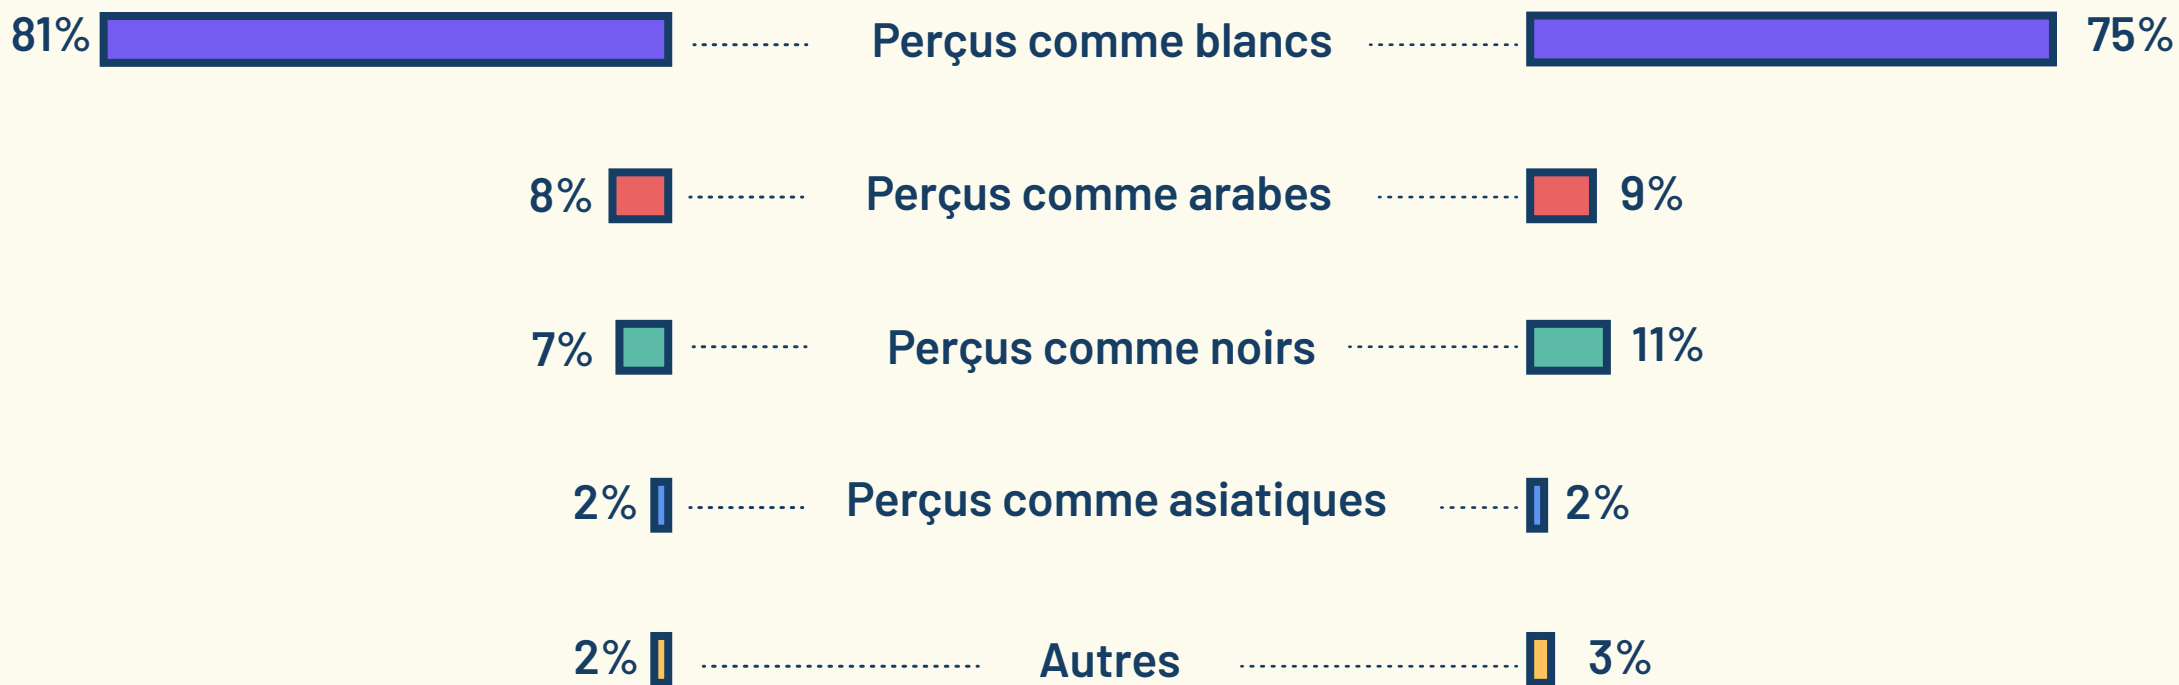 81% Perçus comme blancs 75%
8% Perçus comme arabes 9%
7% Perçus comme noirs 11%
2% Perçus comme asiatiques 2%
2% Autres 3%